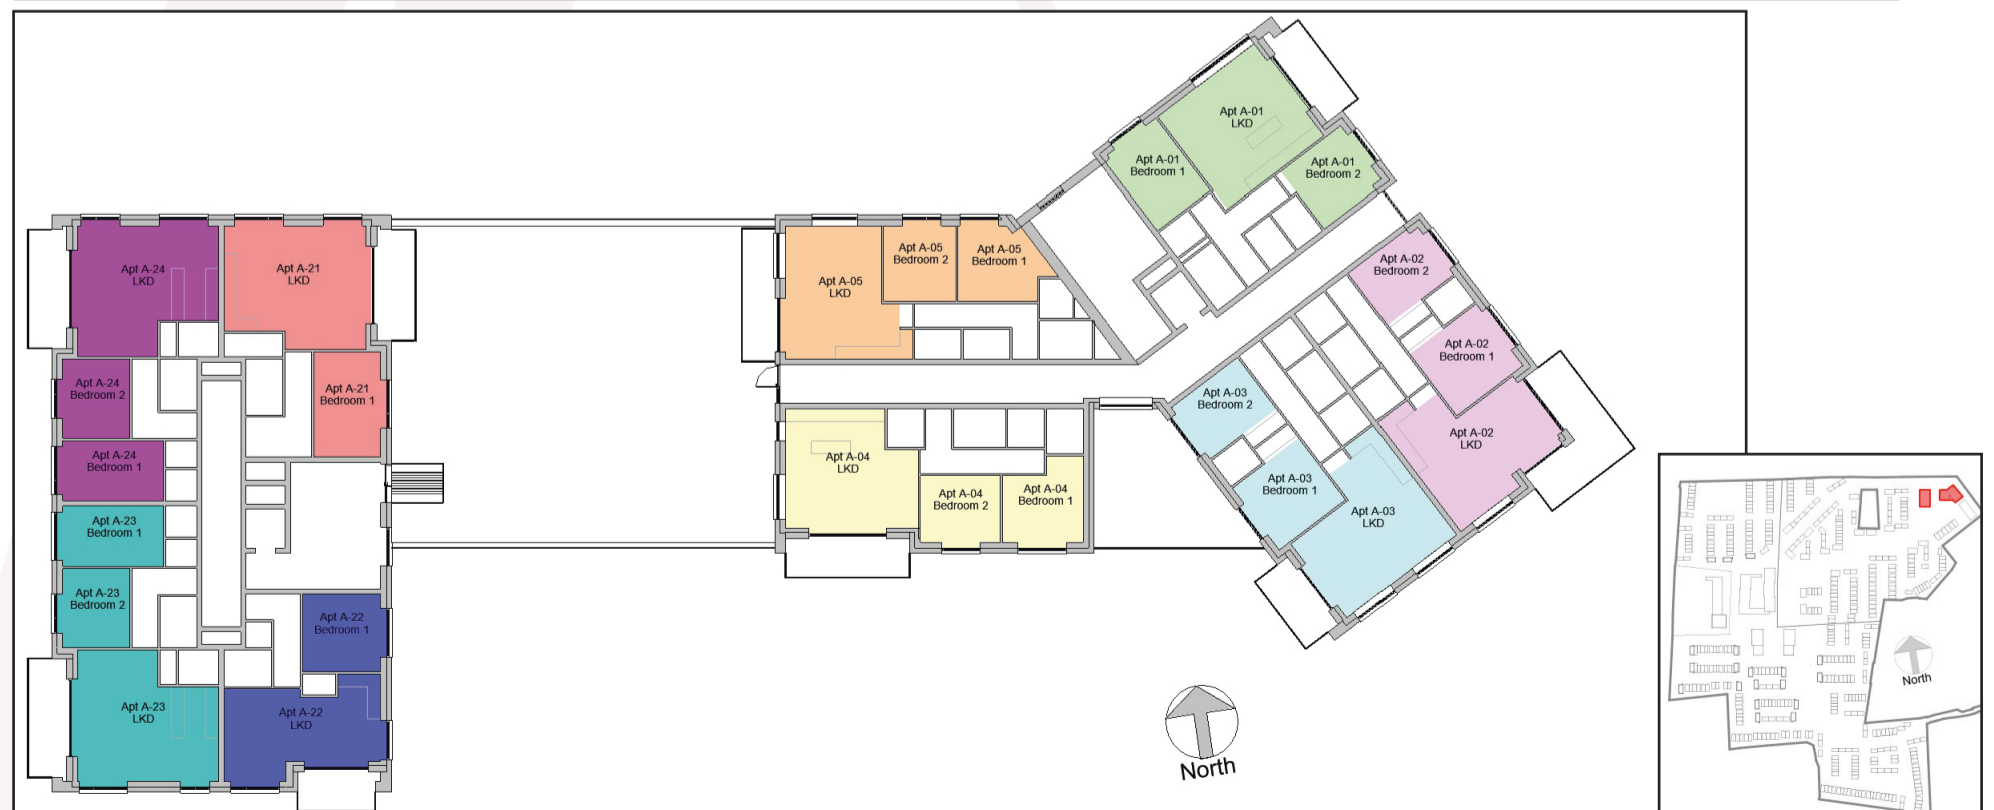 Apt A-24
LKD
Apt A-21
LKD
Apt A-24
Bedroom 2
Apt A-21
Bedroom 1
Apt A-24
Bedroom 1
Apt A-23
Bedroom 1
Apt A-23
Bedroom 2
Apt A-22
Bedroom 1
Apt A-23
LKD
Apt A-22
LKD
Apt A-05
LKD
Apt A-05
Bedroom 2
Apt A-05
Bedroom 1
Apt A-04
LKD
Apt A-04
Bedroom 2
Apt A-04
Bedroom 1
Apt A-01
LKD
Apt A-01
Bedroom 1
Apt A-01
Bedroom 2
Apt A-02
Bedroom 2
Apt A-02
Bedroom 1
Apt A-02
LKD
Apt A-03
Bedroom 2
Apt A-03
Bedroom 1
Apt A-03
LKD
North
North